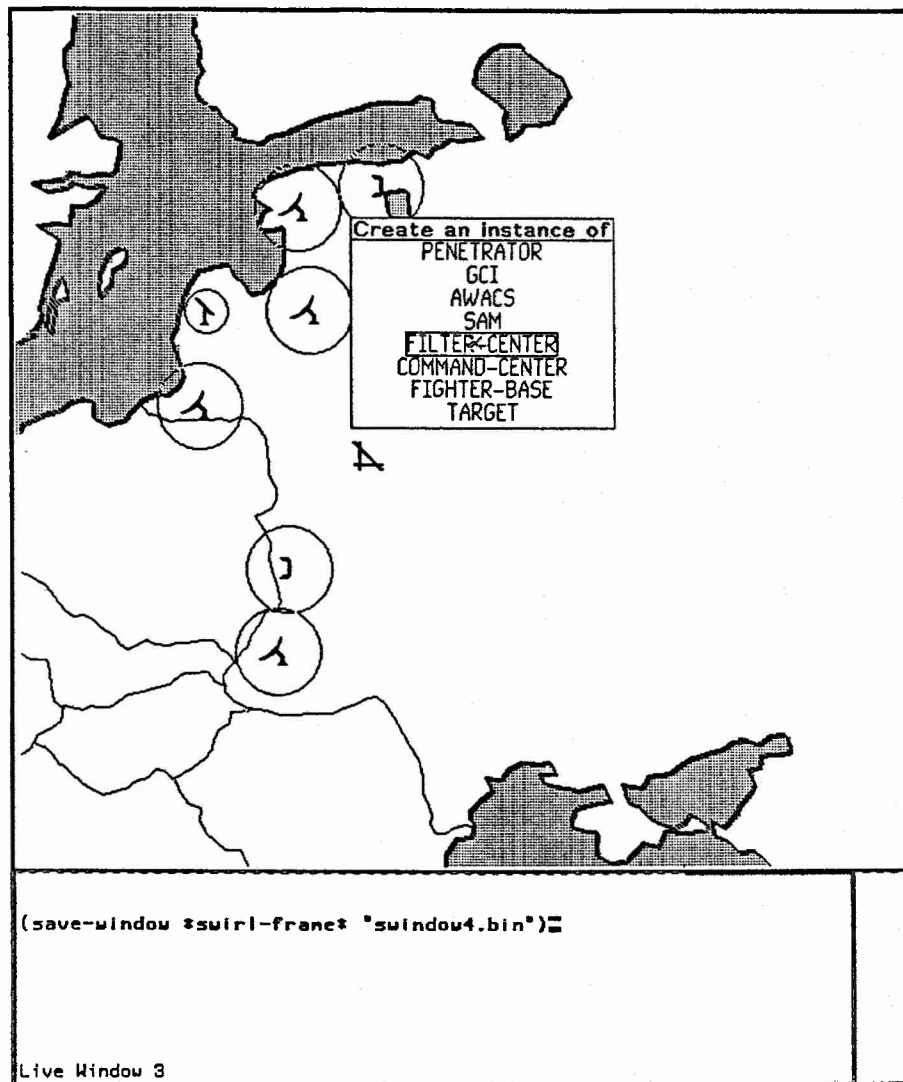 Create an instance of
PENETRATOR
GCI
AWACS
SAM
FILTER-CENTER
COMMAND-CENTER
FIGHTER-BASE
TARGET
(save-window *swirl-frame* "swindow4.bin")
Live Window 3